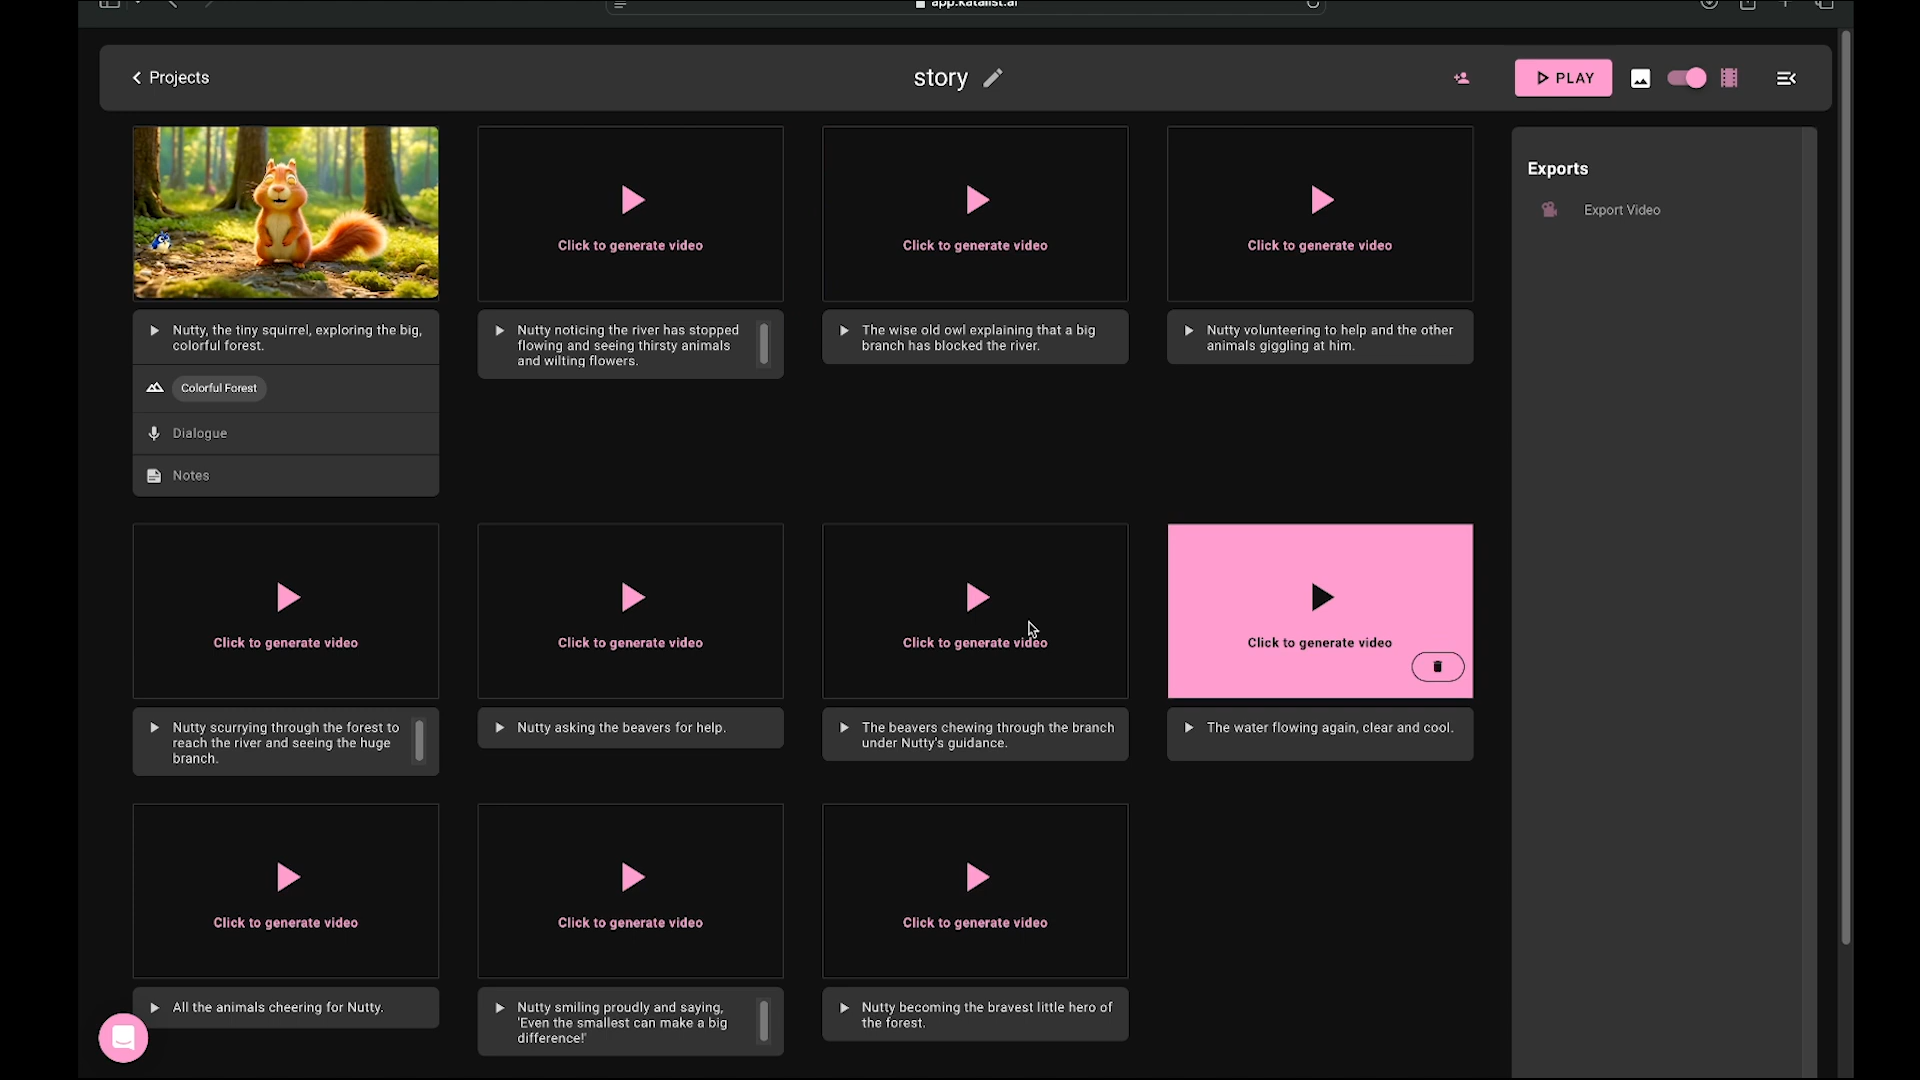 app.katalist.ai
Projects
story
PLAY
Click to generate video
Click to generate video
Click to generate video
Exports
Export Video
Nutty, the tiny squirrel, exploring the big,
colorful forest.
Nutty noticing the river has stopped
flowing and seeing thirsty animals
and wilting flowers.
The wise old owl explaining that a big
branch has blocked the river.
Nutty volunteering to help and the other
animals giggling at him.
Colorful Forest
Dialogue
Notes
Click to generate video
Click to generate video
Click to generate video
Click to generate video
Nutty scurrying through the forest to
reach the river and seeing the huge
branch.
Nutty asking the beavers for help.
The beavers chewing through the branch
under Nutty's guidance.
The water flowing again, clear and cool.
Click to generate video
Click to generate video
Click to generate video
All the animals cheering for Nutty.
Nutty smiling proudly and saying,
'Even the smallest can make a big
difference!'
Nutty becoming the bravest little hero of
the forest.